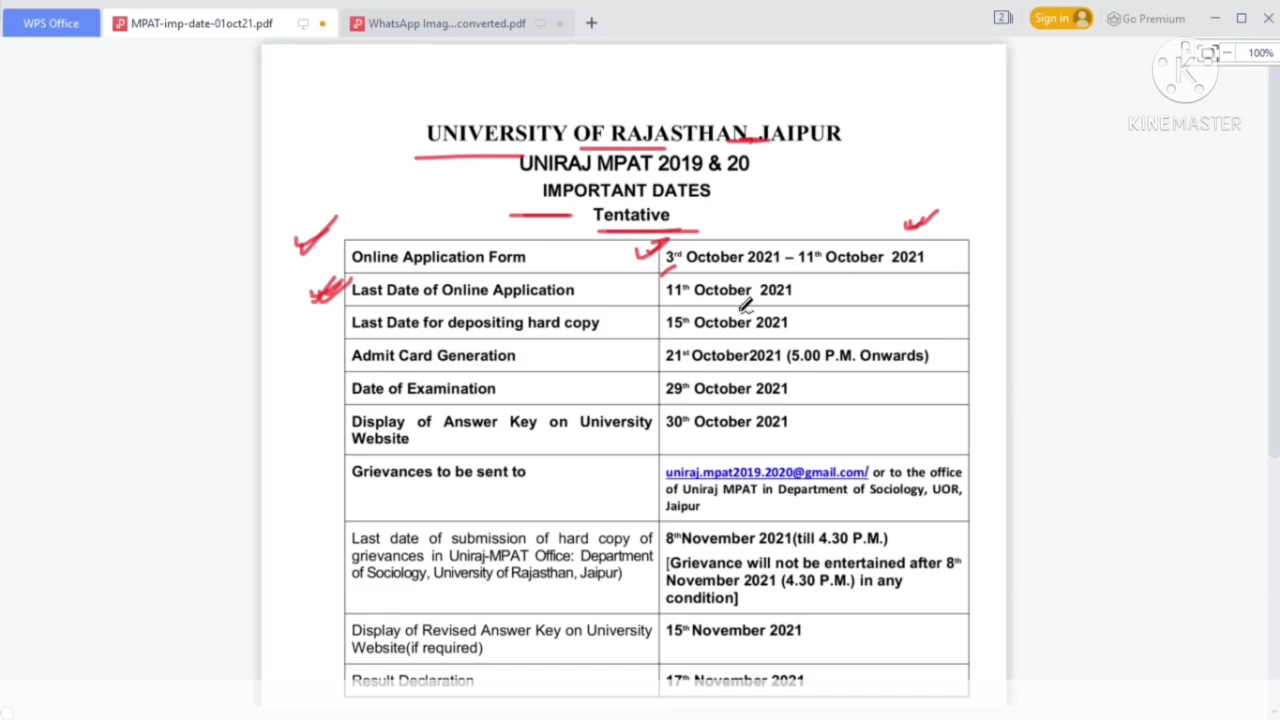 WPS Office
MPAT-imp-date-01oct21.pdf
WhatsApp Imag...converted.pdf
2
Sign in
Go Premium
100%
K
KINEMASTER
UNIVERSITY OF RAJASTHAN, JAIPUR
UNIRAJ MPAT 2019 & 20
IMPORTANT DATES
Tentative
Online Application Form
3rd October 2021 – 11th October 2021
Last Date of Online Application
11th October 2021
Last Date for depositing hard copy
15th October 2021
Admit Card Generation
21st October2021 (5.00 P.M. Onwards)
Date of Examination
29th October 2021
Display of Answer Key on University
Website
30th October 2021
Grievances to be sent to
uniraj.mpat2019.2020@gmail.com/ or to the office
of Uniraj MPAT in Department of Sociology, UOR,
Jaipur
Last date of submission of hard copy of
grievances in Uniraj-MPAT Office: Department
of Sociology, University of Rajasthan, Jaipur)
8thNovember 2021(till 4.30 P.M.)
[Grievance will not be entertained after 8th
November 2021 (4.30 P.M.) in any
condition]
Display of Revised Answer Key on University
Website(if required)
15th November 2021
Result Declaration
17th November 2021